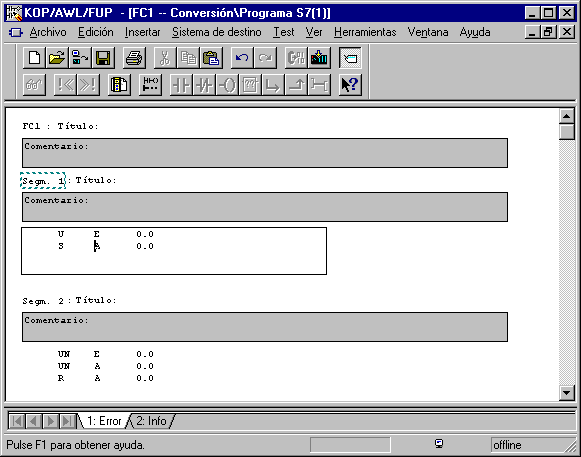 KOP/AWL/FUP - [FC1 -- Conversión\Programa S7(1)]
Archivo Edición Insertar Sistema de destino Test Ver Herramientas Ventana Ayuda
FC1 : Título:
Comentario:
Segm. 1 : Título:
Comentario:
U E 0.0
S A 0.0
Segm. 2 : Título:
Comentario:
UN E 0.0
UN A 0.0
R A 0.0
1: Error 2: Info
Pulse F1 para obtener ayuda. offline